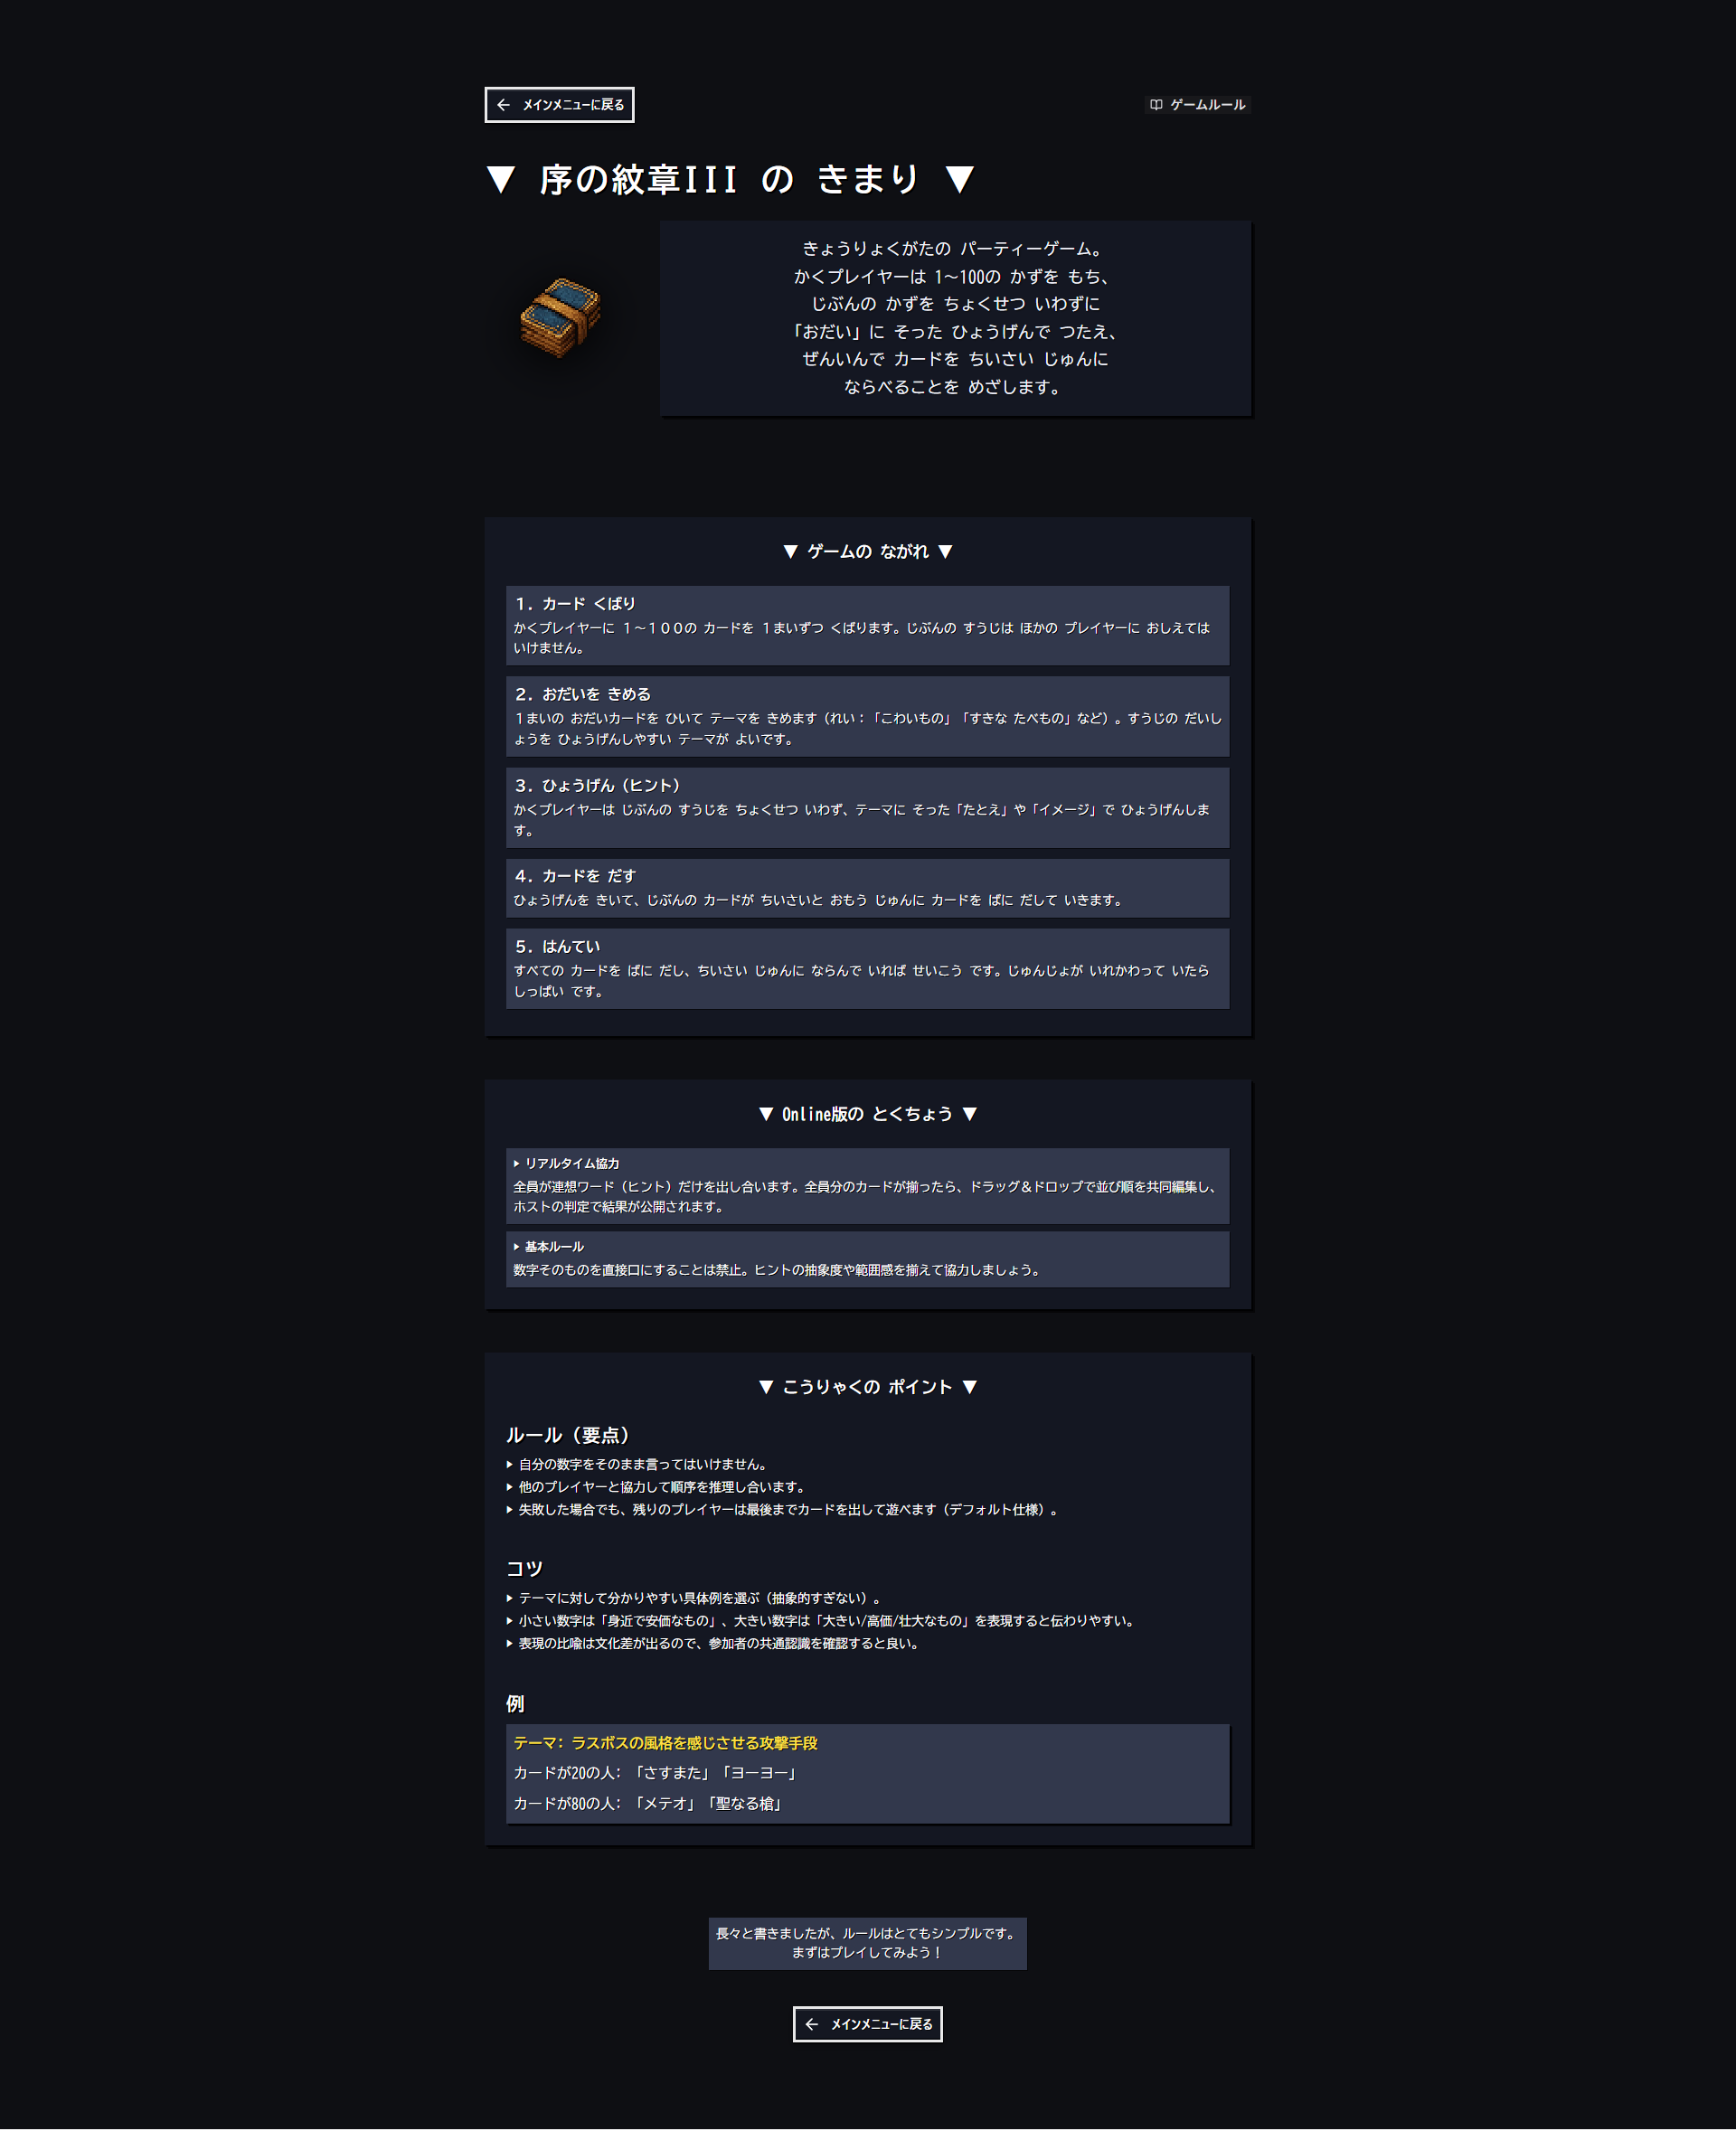 ← メインメニューに戻る
ゲームルール
▼ 序の紋章III の きまり ▼
きょうりょくがたの パーティーゲーム。
かくプレイヤーは 1〜100の かずを もち、
じぶんの かずを ちょくせつ いわずに
「おだい」に そった ひょうげんで つたえ、
ぜんいんで カードを ちいさい じゅんに
ならべることを めざします。
▼ ゲームの ながれ ▼
１．カード くばり
かくプレイヤーに １〜１００の カードを １まいずつ くばります。じぶんの すうじは ほかの プレイヤーに おしえては
いけません。
２．おだいを きめる
１まいの おだいカードを ひいて テーマを きめます（れい：「こわいもの」「すきな たべもの」など）。すうじの だいし
ょうを ひょうげんしやすい テーマが よいです。
３．ひょうげん（ヒント）
かくプレイヤーは じぶんの すうじを ちょくせつ いわず、テーマに そった「たとえ」や「イメージ」で ひょうげんしま
す。
４．カードを だす
ひょうげんを きいて、じぶんの カードが ちいさいと おもう じゅんに カードを ばに だして いきます。
５．はんてい
すべての カードを ばに だし、ちいさい じゅんに ならんで いれば せいこう です。じゅんじょが いれかわって いたら
しっぱい です。
▼ Online版の とくちょう ▼
▶ リアルタイム協力
全員が連想ワード（ヒント）だけを出し合います。全員分のカードが揃ったら、ドラッグ＆ドロップで並び順を共同編集し、
ホストの判定で結果が公開されます。
▶ 基本ルール
数字そのものを直接口にすることは禁止。ヒントの抽象度や範囲感を揃えて協力しましょう。
▼ こうりゃくの ポイント ▼
ルール（要点）
▶ 自分の数字をそのまま言ってはいけません。
▶ 他のプレイヤーと協力して順序を推理し合います。
▶ 失敗した場合でも、残りのプレイヤーは最後までカードを出して遊べます（デフォルト仕様）。
コツ
▶ テーマに対して分かりやすい具体例を選ぶ（抽象的すぎない）。
▶ 小さい数字は「身近で安価なもの」、大きい数字は「大きい/高価/壮大なもの」を表現すると伝わりやすい。
▶ 表現の比喩は文化差が出るので、参加者の共通認識を確認すると良い。
例
テーマ: ラスボスの風格を感じさせる攻撃手段
カードが20の人: 「さすまた」「ヨーヨー」
カードが80の人: 「メテオ」「聖なる槍」
長々と書きましたが、ルールはとてもシンプルです。
まずはプレイしてみよう！
← メインメニューに戻る